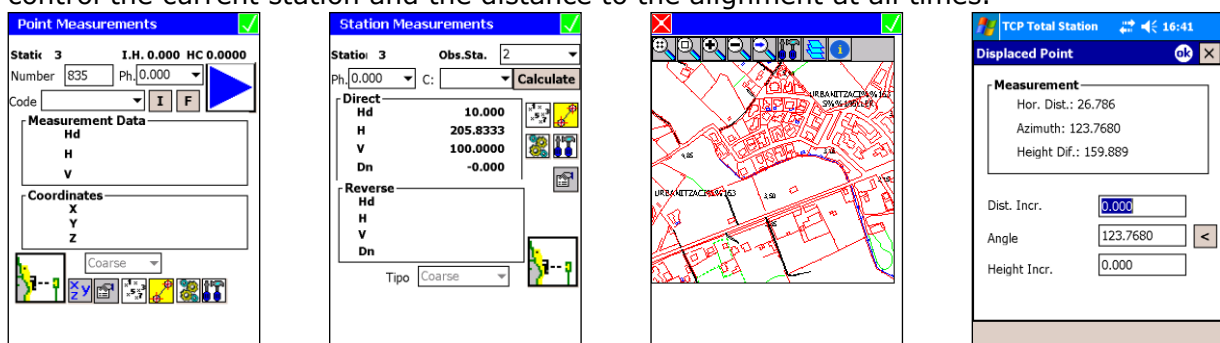 control the current station and the distance to the alignment at all times.
Point Measurements
Static 3 I.H. 0.000 HC 0.0000
Number 835 Ph. 0.000
Code I F
Measurement Data
Hd
H
V
Coordinates
X
Y
Z
Coarse
Station Measurements
Statio 3 Obs.Sta. 2
Ph. 0.000 C: Calculate
Direct
Hd 10.000
H 205.8333
V 100.0000
Dn -0.000
Reverse
Hd
H
V
Dn
Tipo Coarse
3,50
TCP Total Station 16:41
Displaced Point ok
Measurement
Hor. Dist.: 26.786
Azimuth: 123.7680
Height Dif.: 159.889
Dist. Incr. 0.000
Angle 123.7680 <
Height Incr. 0.000